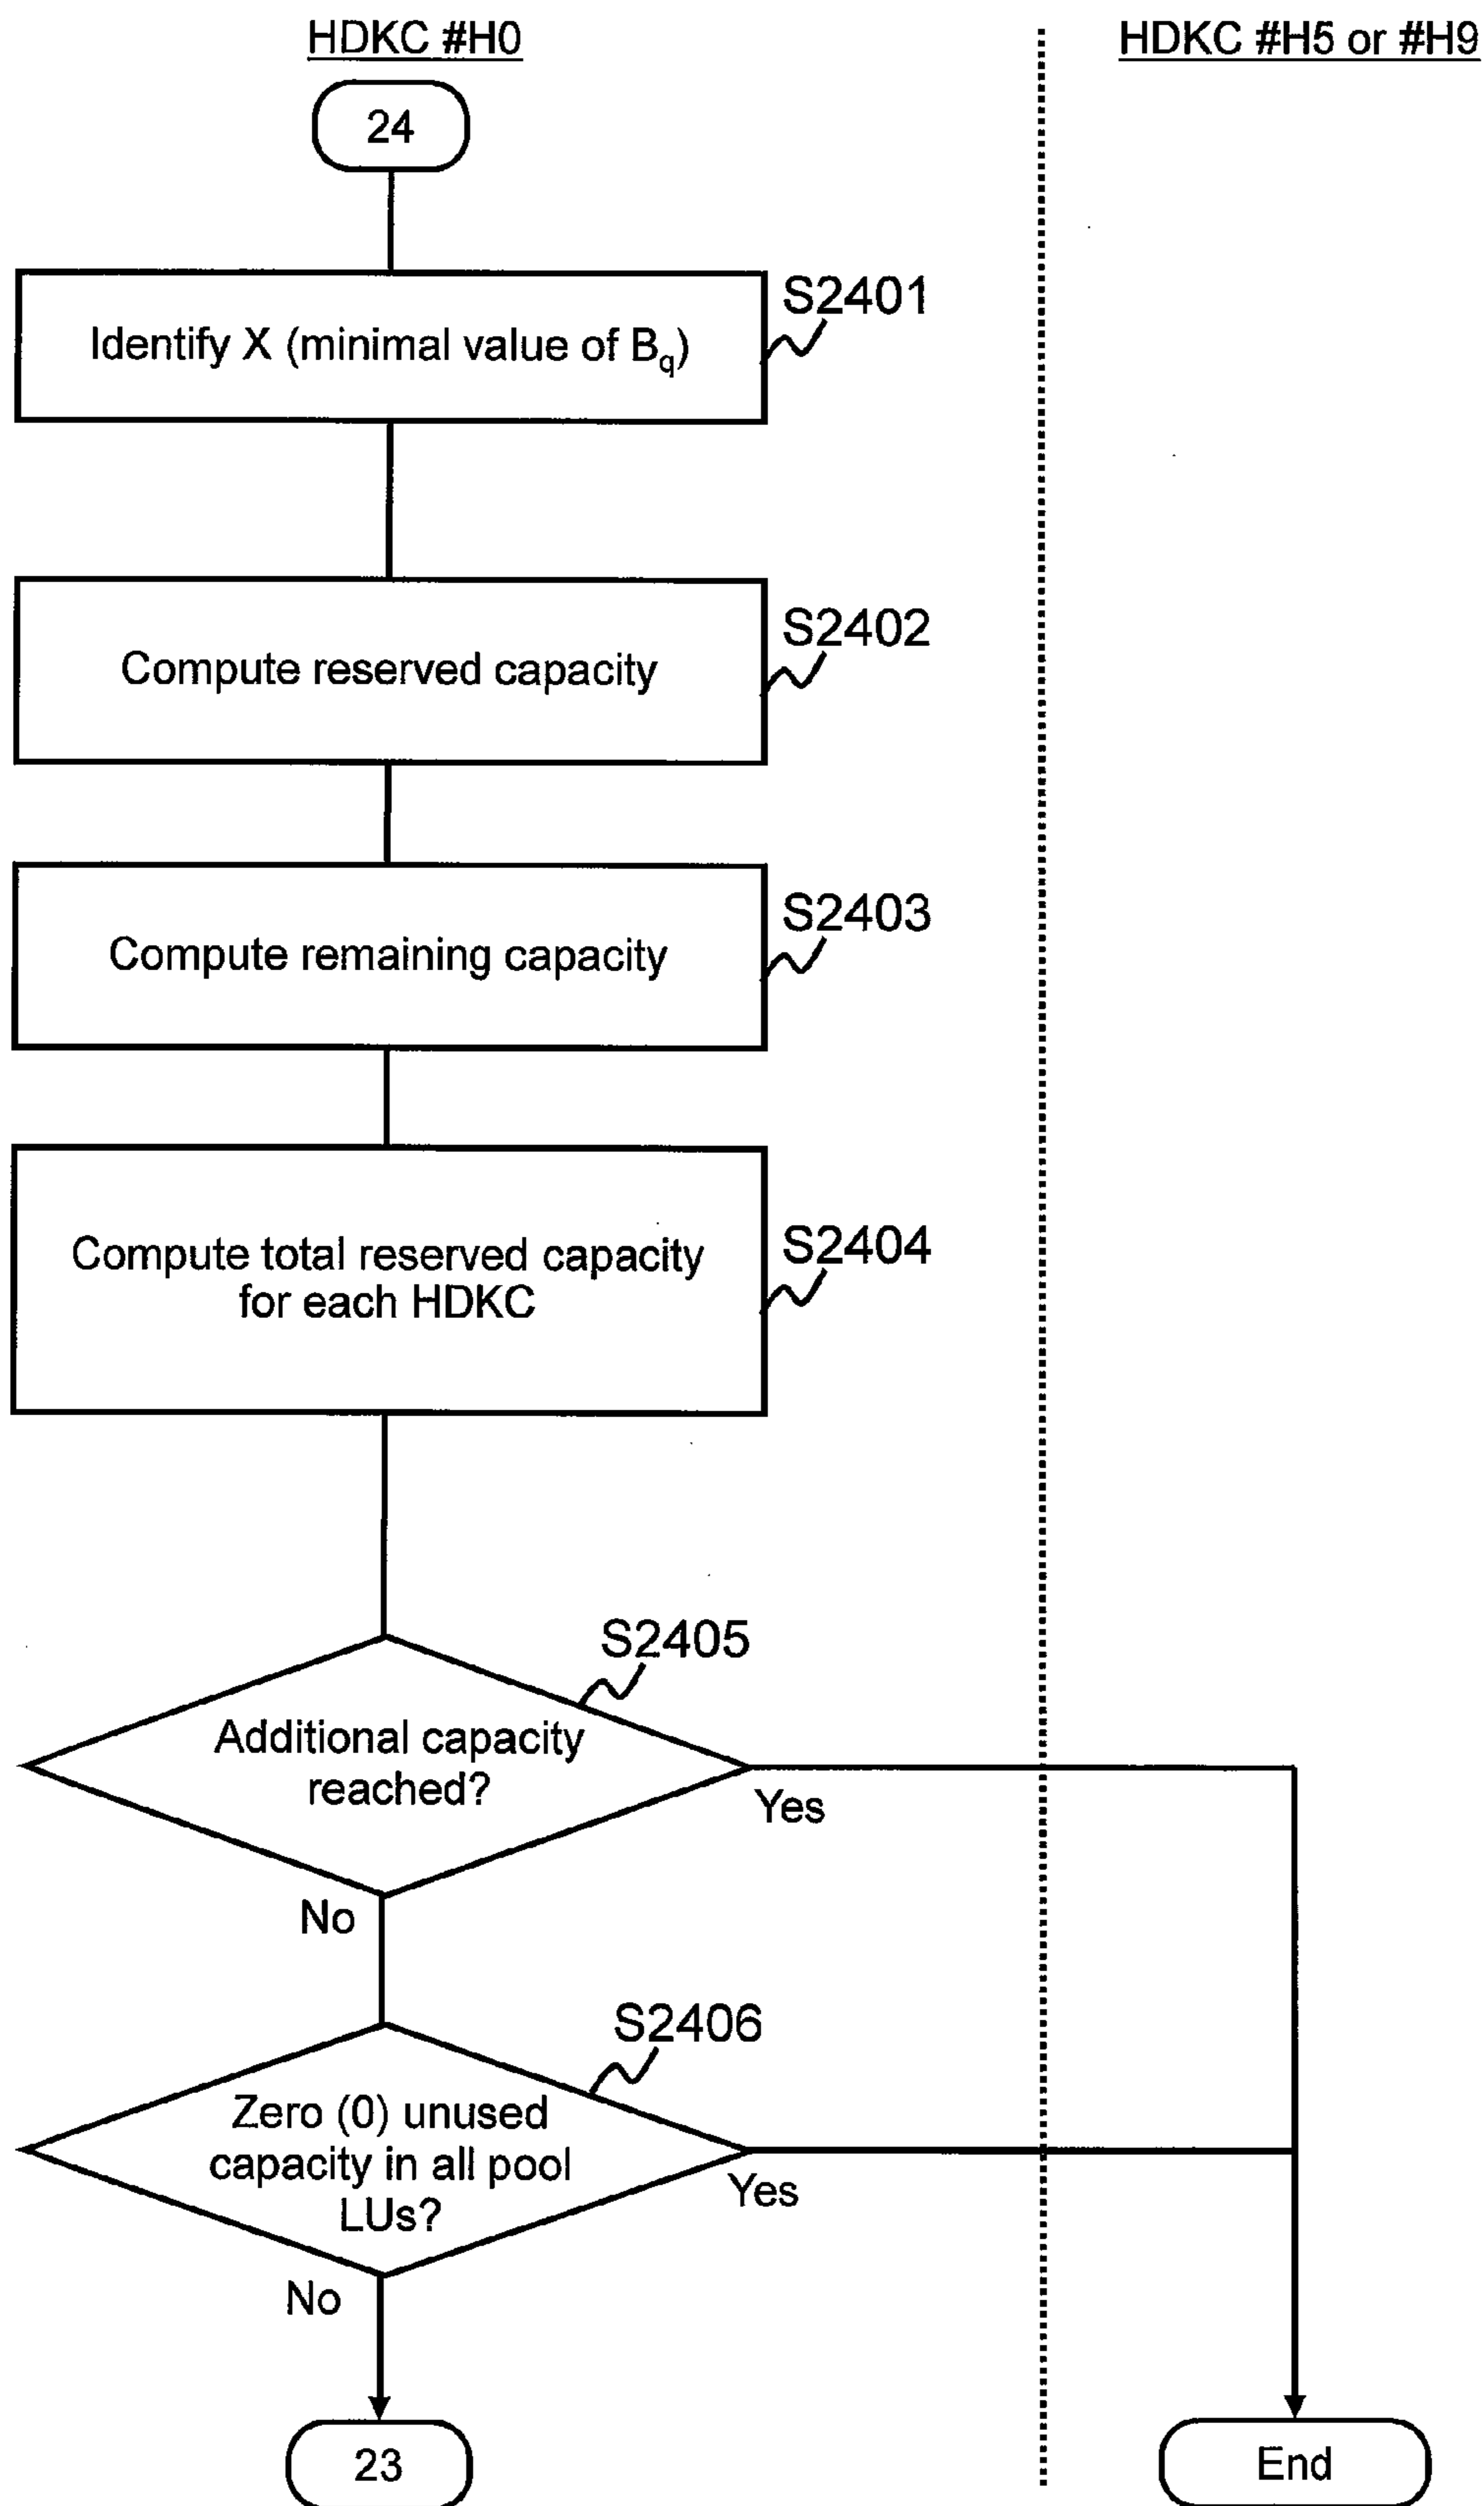 HDKC #H0
HDKC #H5 or #H9
24
S2401
Identify X (minimal value of Bq)
S2402
Compute reserved capacity
S2403
Compute remaining capacity
S2404
Compute total reserved capacity
for each HDKC
S2405
Additional capacity
reached?
Yes
No
S2406
Zero (0) unused
capacity in all pool
LUs?
Yes
No
23
End